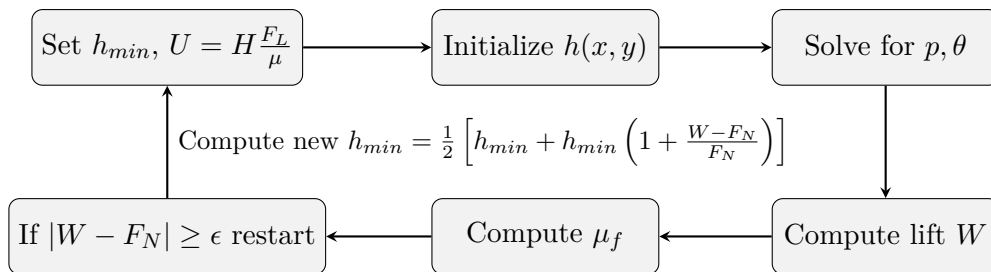 Set $h_{min}$, $U = H\frac{F_L}{\mu}$
Initialize $h(x, y)$
Solve for $p, \theta$
Compute new $h_{min} = \frac{1}{2}\left[h_{min} + h_{min}\left(1 + \frac{W - F_N}{F_N}\right)\right]$
If $|W - F_N| \geq \epsilon$ restart
Compute $\mu_f$
Compute lift $W$